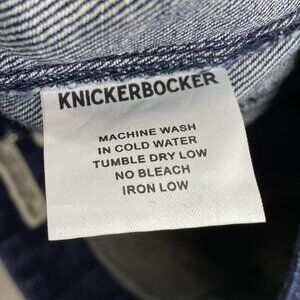 KNICKERBOCKER
MACHINE WASH
IN COLD WATER
TUMBLE DRY LOW
NO BLEACH
IRON LOW